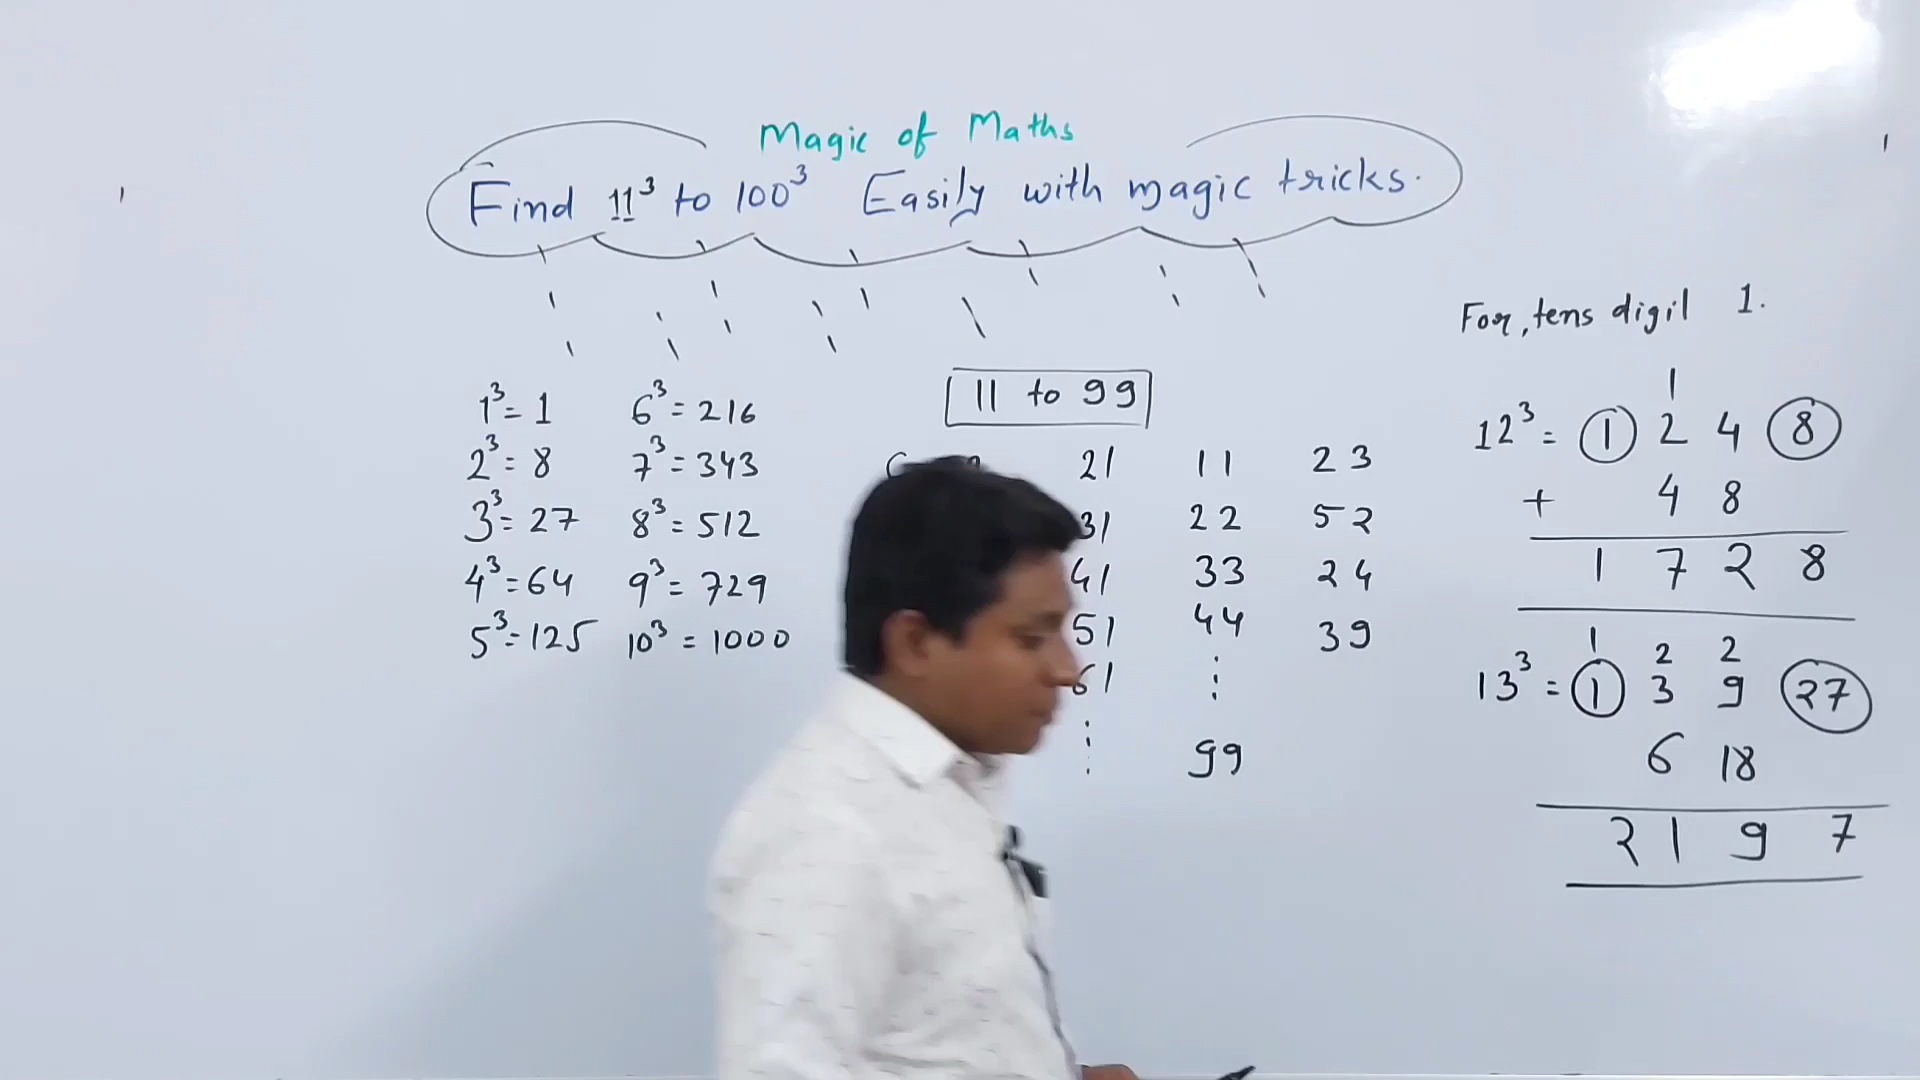 Magic of Maths
Find 11³ to 100³ Easily with magic tricks.
For, tens digil 1.
1³ = 1 6³ = 216
2³ = 8 7³ = 343
3³ = 27 8³ = 512
4³ = 64 9³ = 729
5³ = 125 10³ = 1000
11 to 99
21 11 23
31 22 52
41 33 24
51 44 39
61 ⋮
⋮ 99
1
12³ = 1 2 4 8
+ 4 8
1 7 2 8
1 2 2
13³ = 1 3 9 27
6 18
2 1 9 7